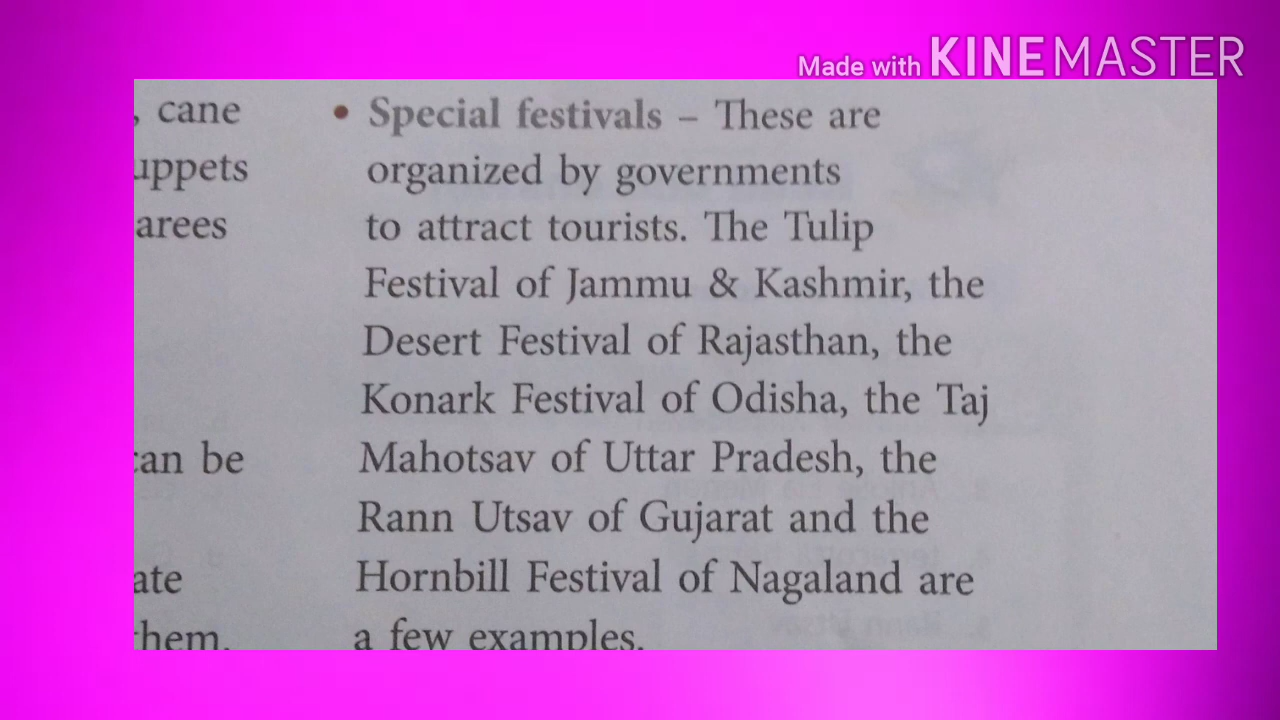 Made with KINEMASTER
, cane
uppets
arees
can be
ate
them.
• Special festivals – These are
organized by governments
to attract tourists. The Tulip
Festival of Jammu & Kashmir, the
Desert Festival of Rajasthan, the
Konark Festival of Odisha, the Taj
Mahotsav of Uttar Pradesh, the
Rann Utsav of Gujarat and the
Hornbill Festival of Nagaland are
a few examples.